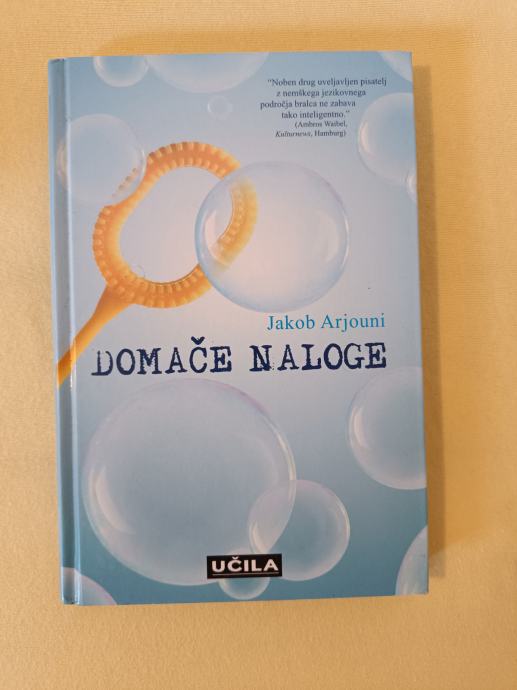 “Noben drug uveljavljen pisatelj
z nemškega jezikovnega
področja bralca ne zabava
tako inteligentno.”
(Ambros Waibel,
Kulturnews, Hamburg)
Jakob Arjouni
DOMAČE NALOGE
UČILA